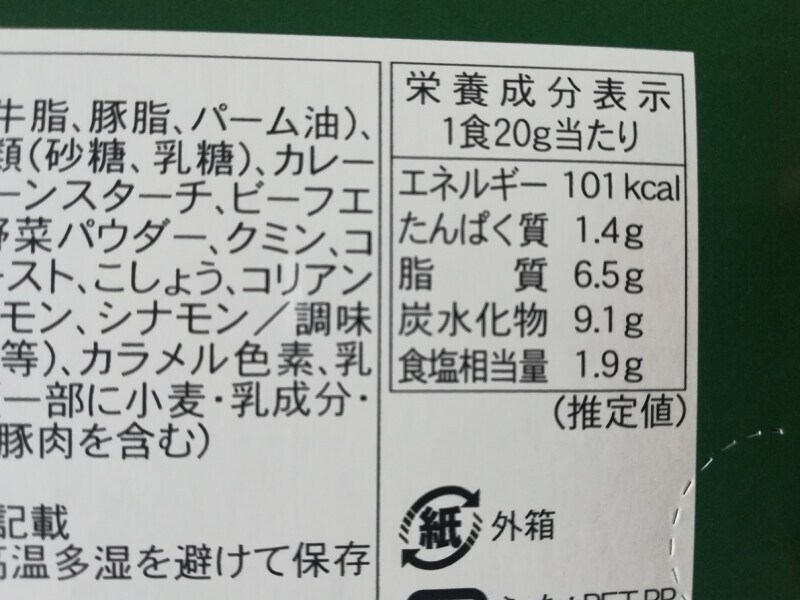 牛脂、豚脂、パーム油)、
類(砂糖、乳糖)、カレー
ーンスターチ、ビーフエ
野菜パウダー、クミン、コ
ースト、こしょう、コリアン
モン、シナモン/調味
等)、カラメル色素、乳
(一部に小麦・乳成分・
豚肉を含む)
記載
高温多湿を避けて保存
栄養成分表示
1食20g当たり
エネルギー 101kcal
たんぱく質 1.4g
脂質 6.5g
炭水化物 9.1g
食塩相当量 1.9g
(推定値)
紙 外箱